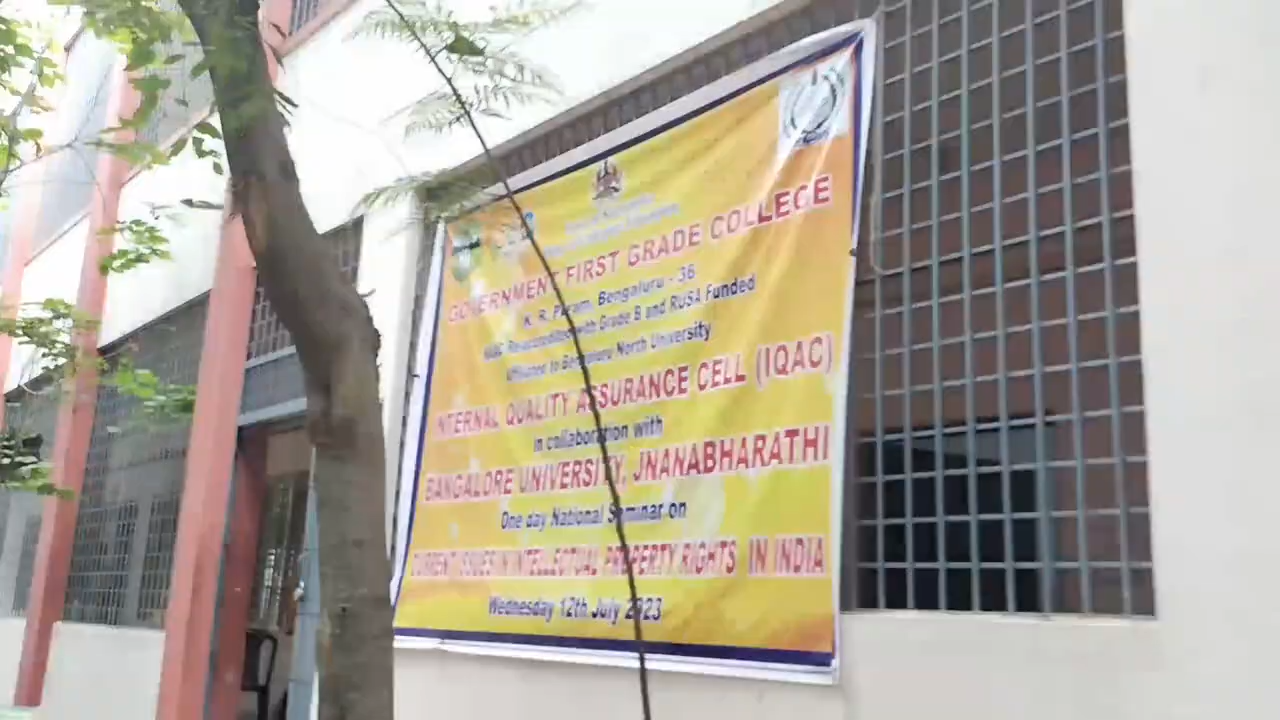 GOVERNMENT FIRST GRADE COLLEGE
K. R. Puram, Bengaluru - 36
NAAC Re-accredited with Grade B and RUSA Funded
Affiliated to Bengaluru North University
INTERNAL QUALITY ASSURANCE CELL (IQAC)
in collaboration with
BANGALORE UNIVERSITY, JNANABHARATHI
One day National Seminar on
CURRENT ISSUES IN INTELLECTUAL PROPERTY RIGHTS IN INDIA
Wednesday 12th July 2023